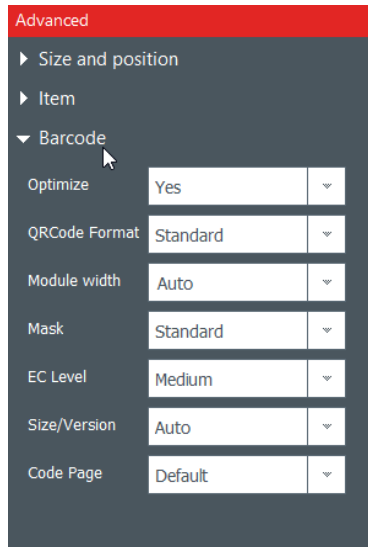 Advanced
Size and position
Item
Barcode
Optimize Yes
QRCode Format Standard
Module width Auto
Mask Standard
EC Level Medium
Size/Version Auto
Code Page Default